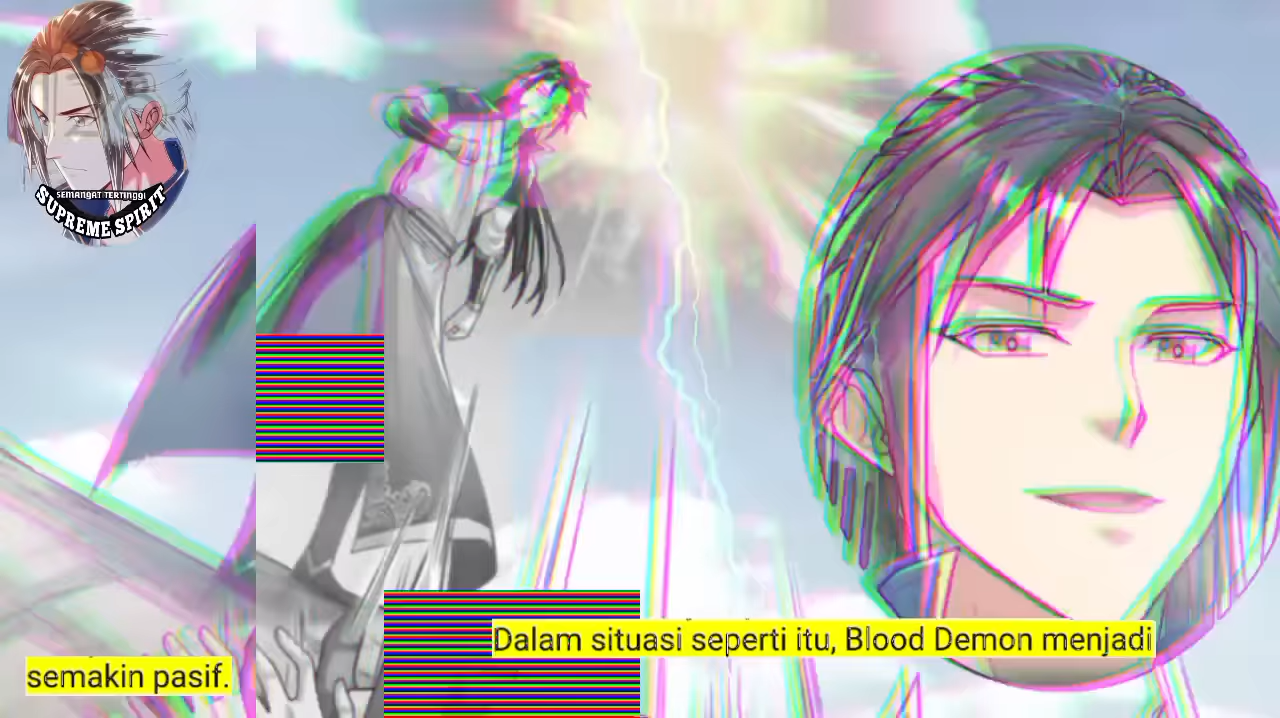 SEMANGAT TERTINGGI
SUPREME SPIRIT
Dalam situasi seperti itu, Blood Demon menjadi
semakin pasif.